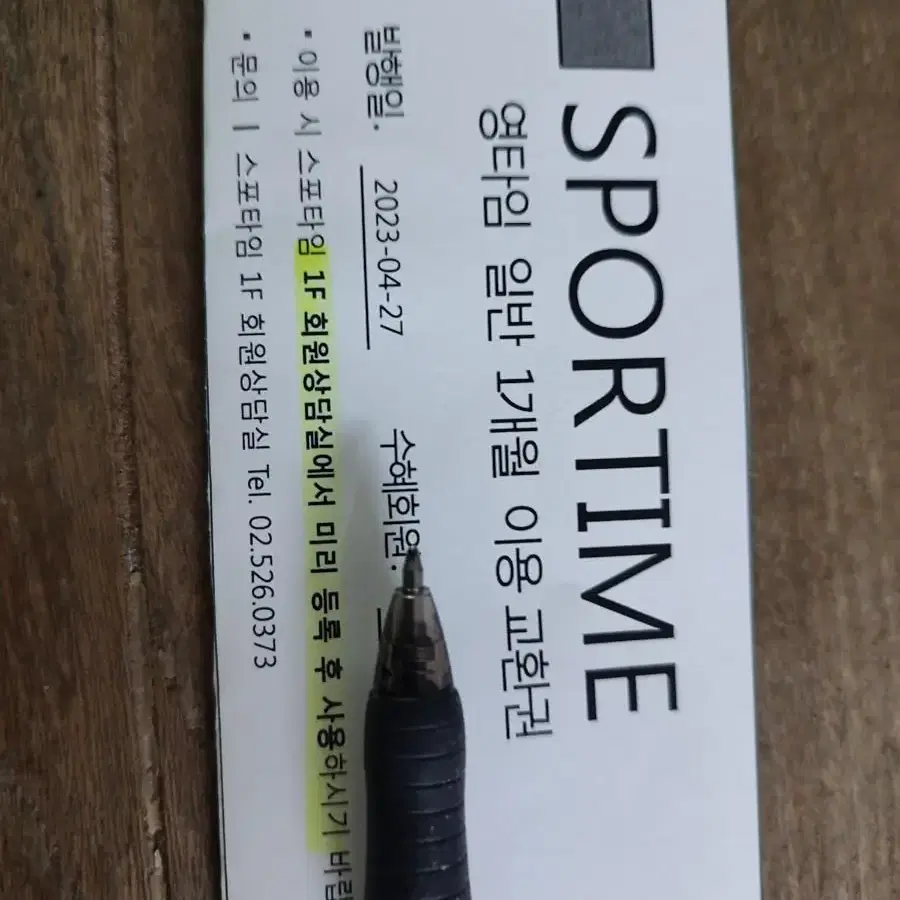 SPORTIME
영타임 일반 1개월 이용 교환권
발행일. 2023-04-27 수혜회원.
• 이용 시 스포타임 1F 회원상담실에서 미리 등록 후 사용하시기 바랍
• 문의 | 스포타임 1F 회원상담실 Tel. 02.526.0373